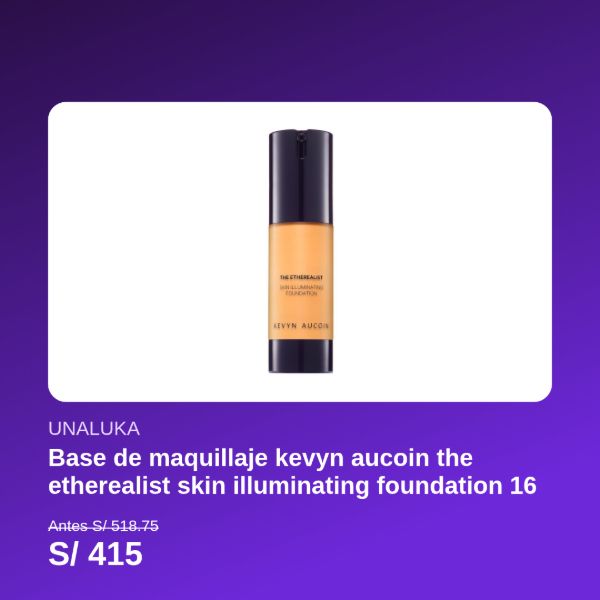 THE ETHEREALIST
SKIN ILLUMINATING
FOUNDATION
KEVYN AUCOIN
UNALUKA
Base de maquillaje kevyn aucoin the
etherealist skin illuminating foundation 16
Antes S/ 518.75
S/ 415